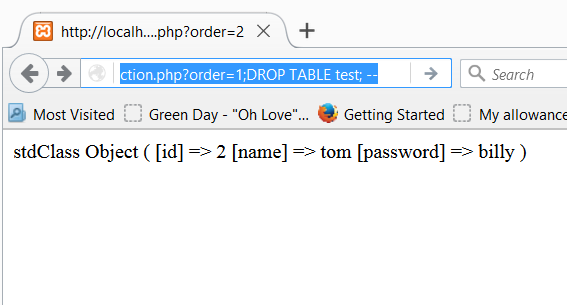 http://localh....php?order=2
ction.php?order=1;DROP TABLE test; --
Search
Most Visited Green Day - "Oh Love"... Getting Started My allowance
stdClass Object ( [id] => 2 [name] => tom [password] => billy )